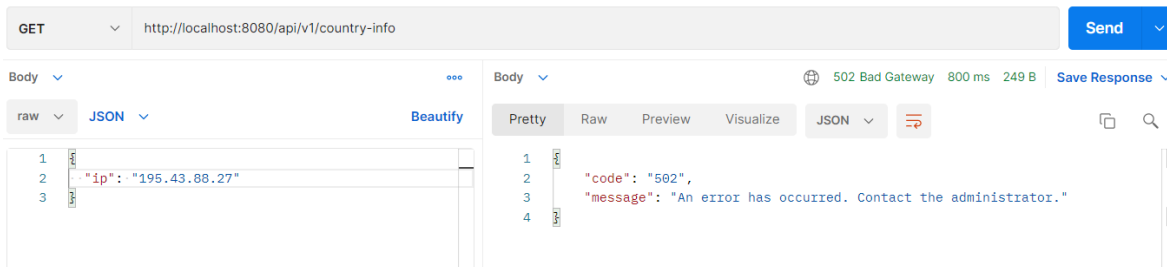 GET http://localhost:8080/api/v1/country-info Send
Body ooo
raw JSON Beautify
1 {
2 "ip": "195.43.88.27"
3 }
Body 502 Bad Gateway 800 ms 249 B Save Response
Pretty Raw Preview Visualize JSON
1 {
2 "code": "502",
3 "message": "An error has occurred. Contact the administrator."
4 }